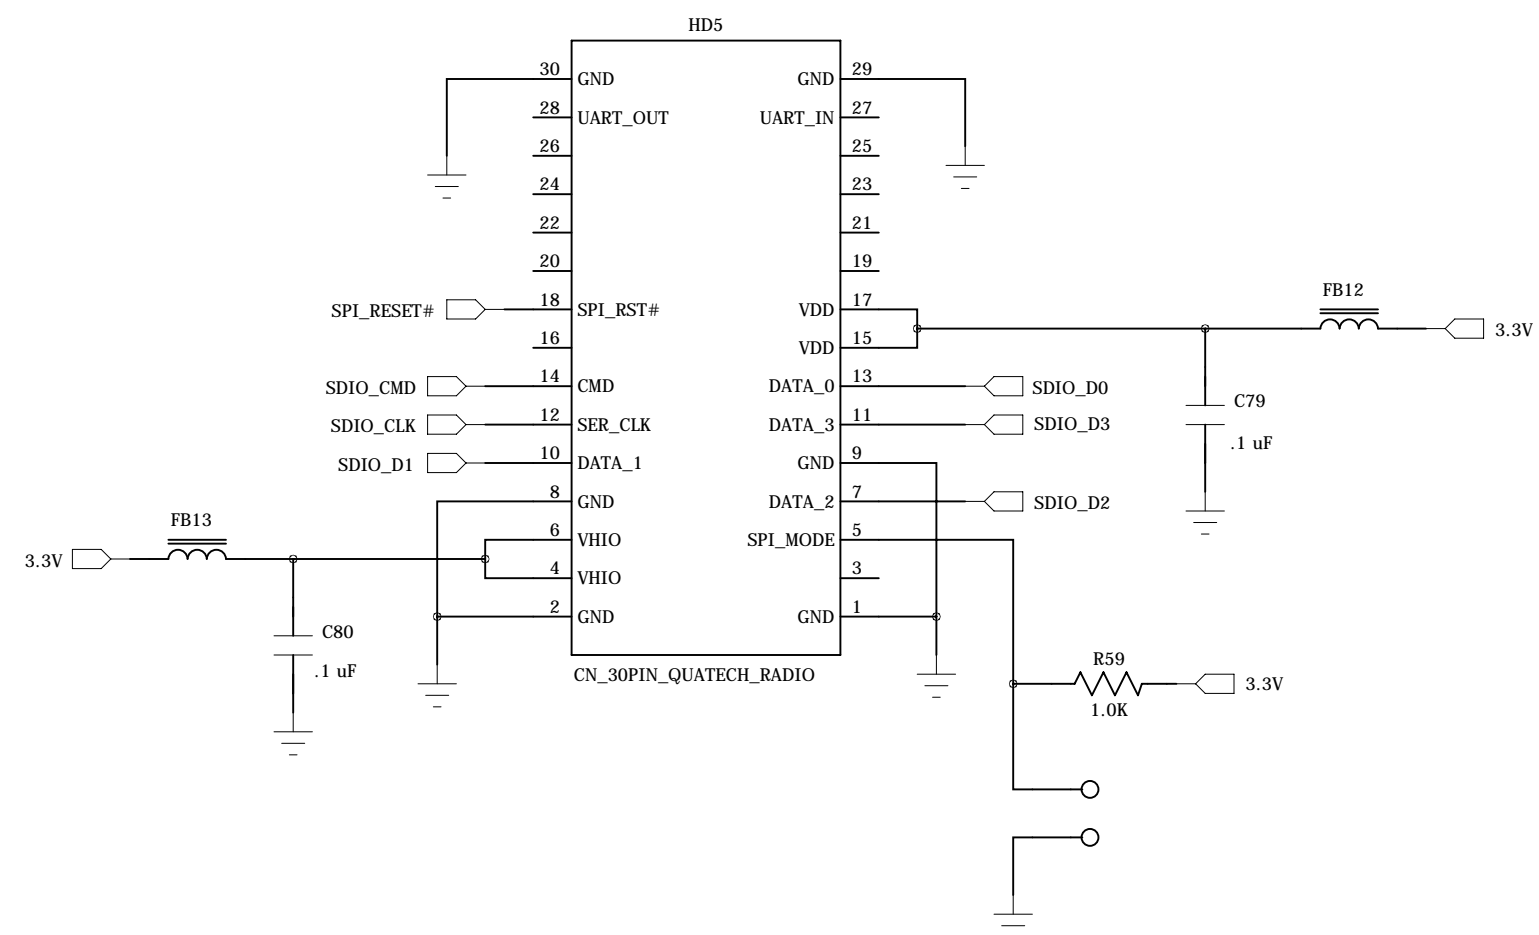 HD5
30 GND GND 29
28 UART_OUT UART_IN 27
26 25
24 23
22 21
20 19
SPI_RESET# 18 SPI_RST# VDD 17
FB12
3.3V
16 VDD 15
SDIO_CMD 14 CMD DATA_0 13 SDIO_D0
C79
.1 uF
SDIO_CLK 12 SER_CLK DATA_3 11 SDIO_D3
SDIO_D1 10 DATA_1 GND 9
8 GND DATA_2 7 SDIO_D2
FB13
3.3V
6 VHIO SPI_MODE 5
4 VHIO 3
2 GND GND 1
C80
.1 uF
CN_30PIN_QUATECH_RADIO
R59
1.0K
3.3V